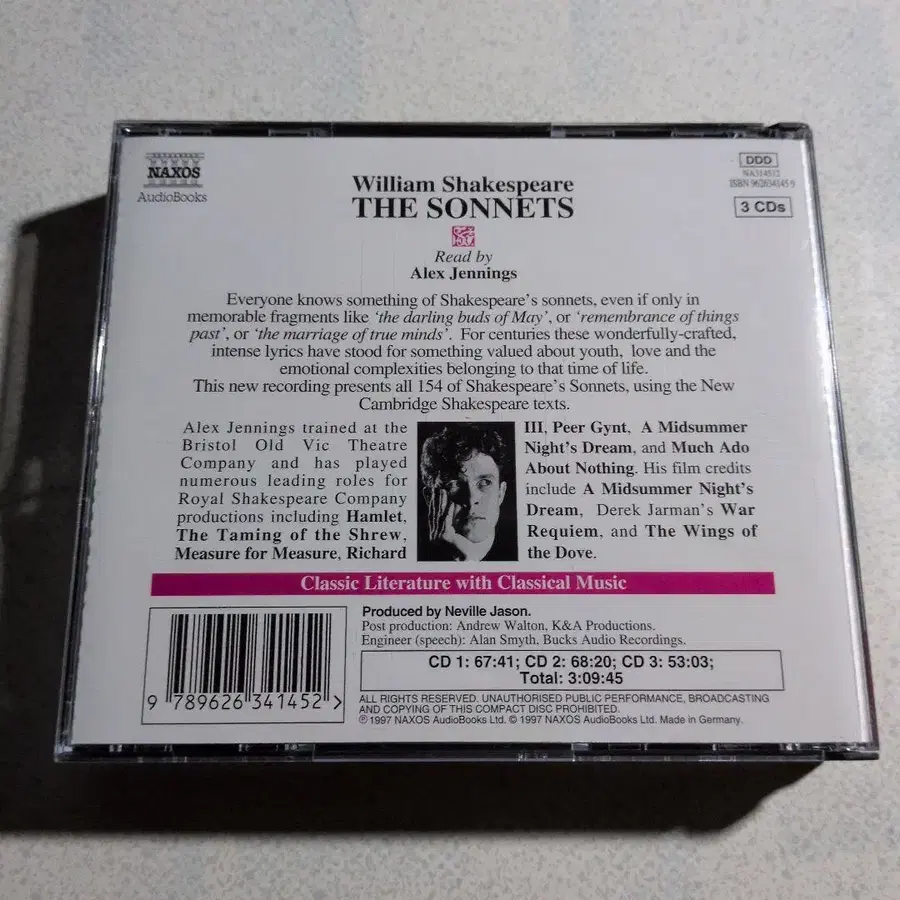 NAXOS
AudioBooks
DDD
NA314512
ISBN 962634145 9
3 CDs
William Shakespeare
THE SONNETS
Read by
Alex Jennings
Everyone knows something of Shakespeare's sonnets, even if only in
memorable fragments like 'the darling buds of May', or 'remembrance of things
past', or 'the marriage of true minds'. For centuries these wonderfully-crafted,
intense lyrics have stood for something valued about youth, love and the
emotional complexities belonging to that time of life.
This new recording presents all 154 of Shakespeare's Sonnets, using the New
Cambridge Shakespeare texts.
Alex Jennings trained at the
Bristol Old Vic Theatre
Company and has played
numerous leading roles for
Royal Shakespeare Company
productions including Hamlet,
The Taming of the Shrew,
Measure for Measure, Richard
III, Peer Gynt, A Midsummer
Night's Dream, and Much Ado
About Nothing. His film credits
include A Midsummer Night's
Dream, Derek Jarman's War
Requiem, and The Wings of
the Dove.
Classic Literature with Classical Music
9 789626 341452 >
Produced by Neville Jason.
Post production: Andrew Walton, K&A Productions.
Engineer (speech): Alan Smyth, Bucks Audio Recordings.
CD 1: 67:41; CD 2: 68:20; CD 3: 53:03;
Total: 3:09:45
ALL RIGHTS RESERVED. UNAUTHORISED PUBLIC PERFORMANCE, BROADCASTING
AND COPYING OF THIS COMPACT DISC PROHIBITED.
℗ 1997 NAXOS AudioBooks Ltd. © 1997 NAXOS AudioBooks Ltd. Made in Germany.